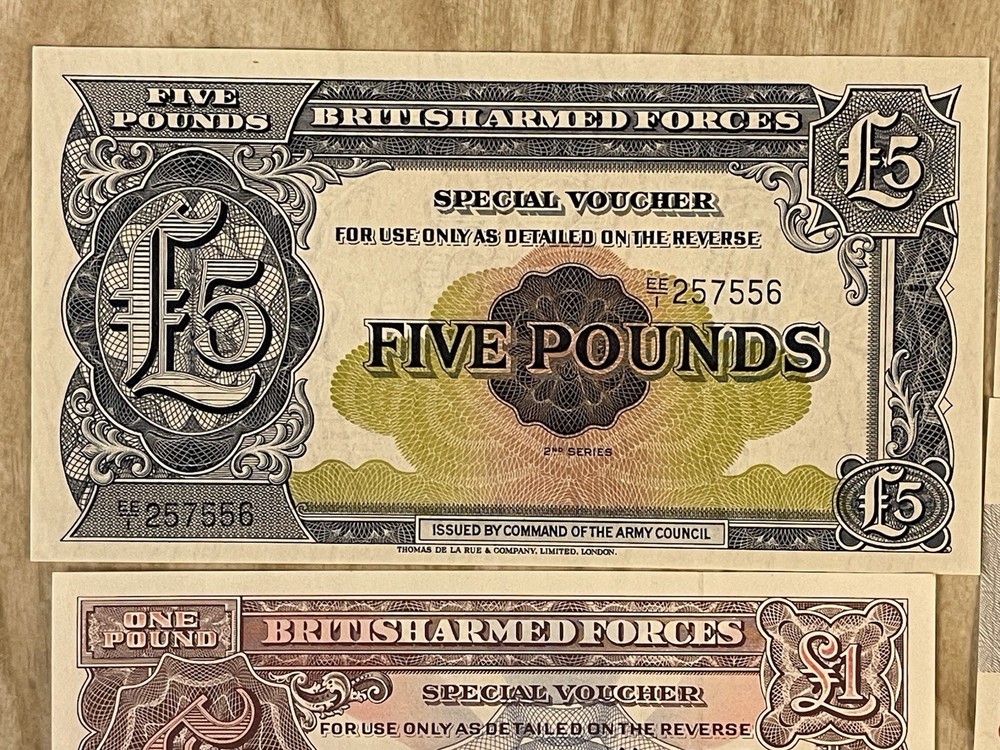 FIVE
POUNDS
BRITISH ARMED FORCES
£5
SPECIAL VOUCHER
FOR USE ONLY AS DETAILED ON THE REVERSE
£5
EE/1 257556
FIVE POUNDS
2ND SERIES
EE/1 257556
£5
ISSUED BY COMMAND OF THE ARMY COUNCIL
THOMAS DE LA RUE & COMPANY, LIMITED, LONDON.
ONE
POUND
BRITISH ARMED FORCES
£1
SPECIAL VOUCHER
FOR USE ONLY AS DETAILED ON THE REVERSE
£